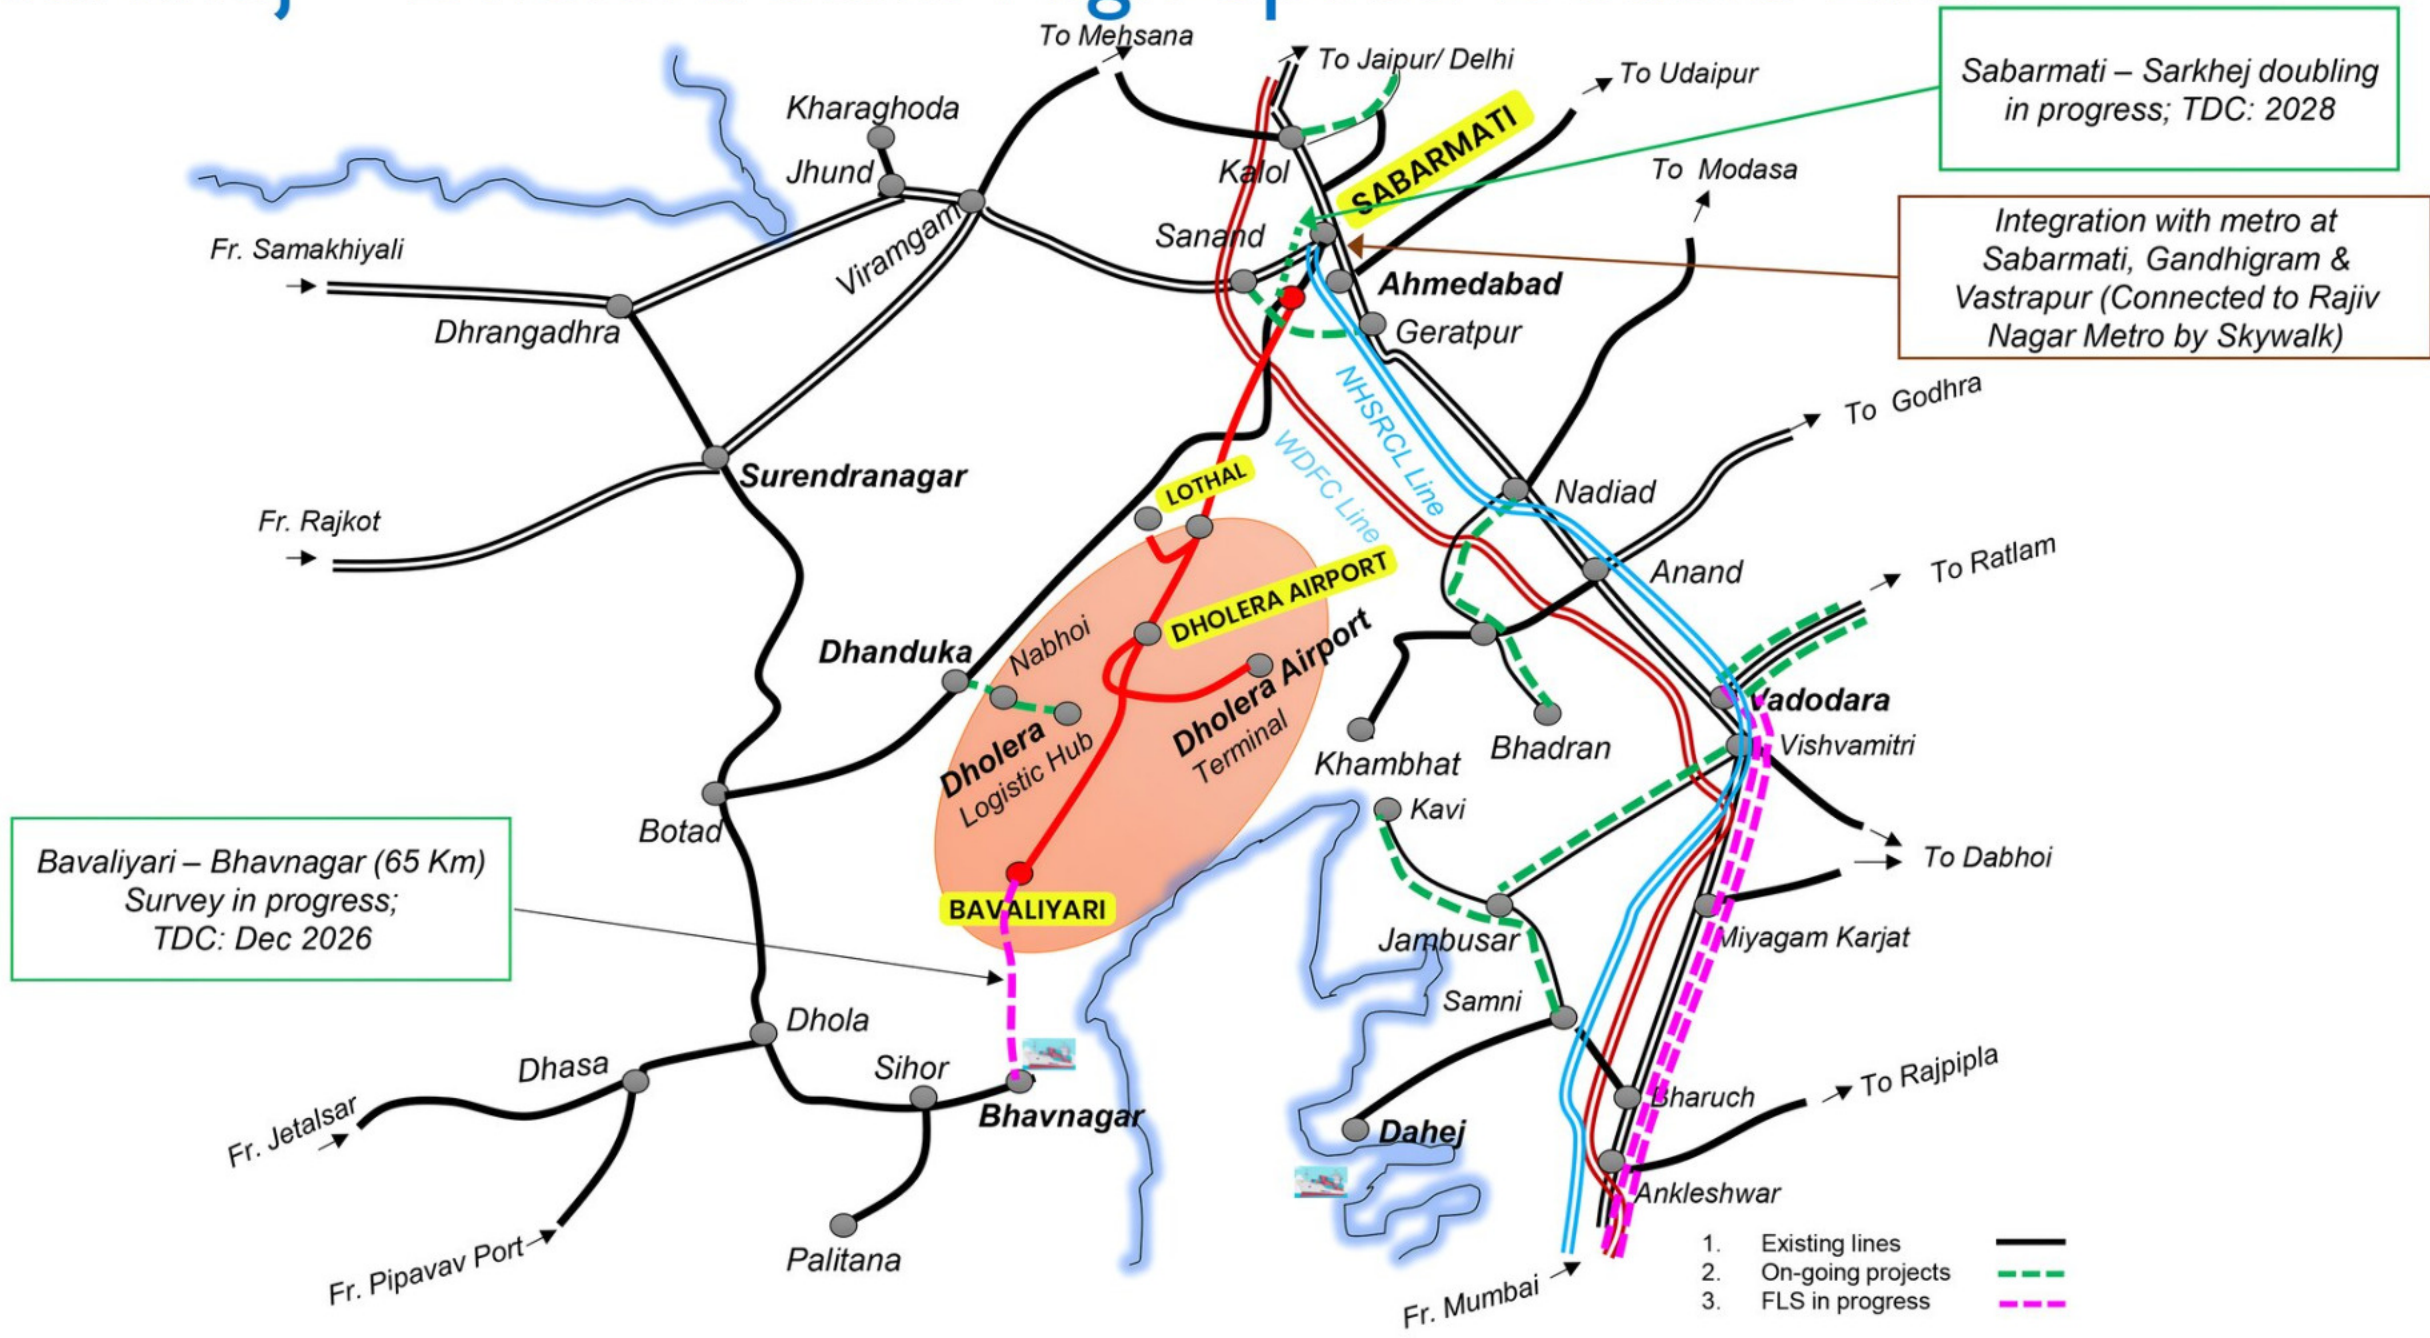 To Mehsana
To Jaipur/ Delhi
To Udaipur
Sabarmati – Sarkhej doubling
in progress; TDC: 2028
Kharaghoda
Jhund
Kalol
SABARMATI
To Modasa
Integration with metro at
Sabarmati, Gandhigram &
Vastrapur (Connected to Rajiv
Nagar Metro by Skywalk)
Fr. Samakhiyali
Viramgam
Sanand
Ahmedabad
Dhrangadhra
Geratpur
NHSRCL Line
WDFC Line
To Godhra
Surendranagar
LOTHAL
Nadiad
Fr. Rajkot
Anand
To Ratlam
DHOLERA AIRPORT
Dhanduka
Nabhoi
Dholera Airport
Terminal
Vadodara
Vishvamitri
Dholera
Logistic Hub
Khambhat
Bhadran
Kavi
Botad
To Dabhoi
Bavaliyari – Bhavnagar (65 Km)
Survey in progress;
TDC: Dec 2026
BAVALIYARI
Jambusar
Miyagam Karjat
Samni
Dhola
Dhasa
Sihor
Bhavnagar
Fr. Jetalsar
Bharuch
To Rajpipla
Dahej
Ankleshwar
Palitana
Fr. Pipavav Port
Fr. Mumbai
1. Existing lines
2. On-going projects
3. FLS in progress